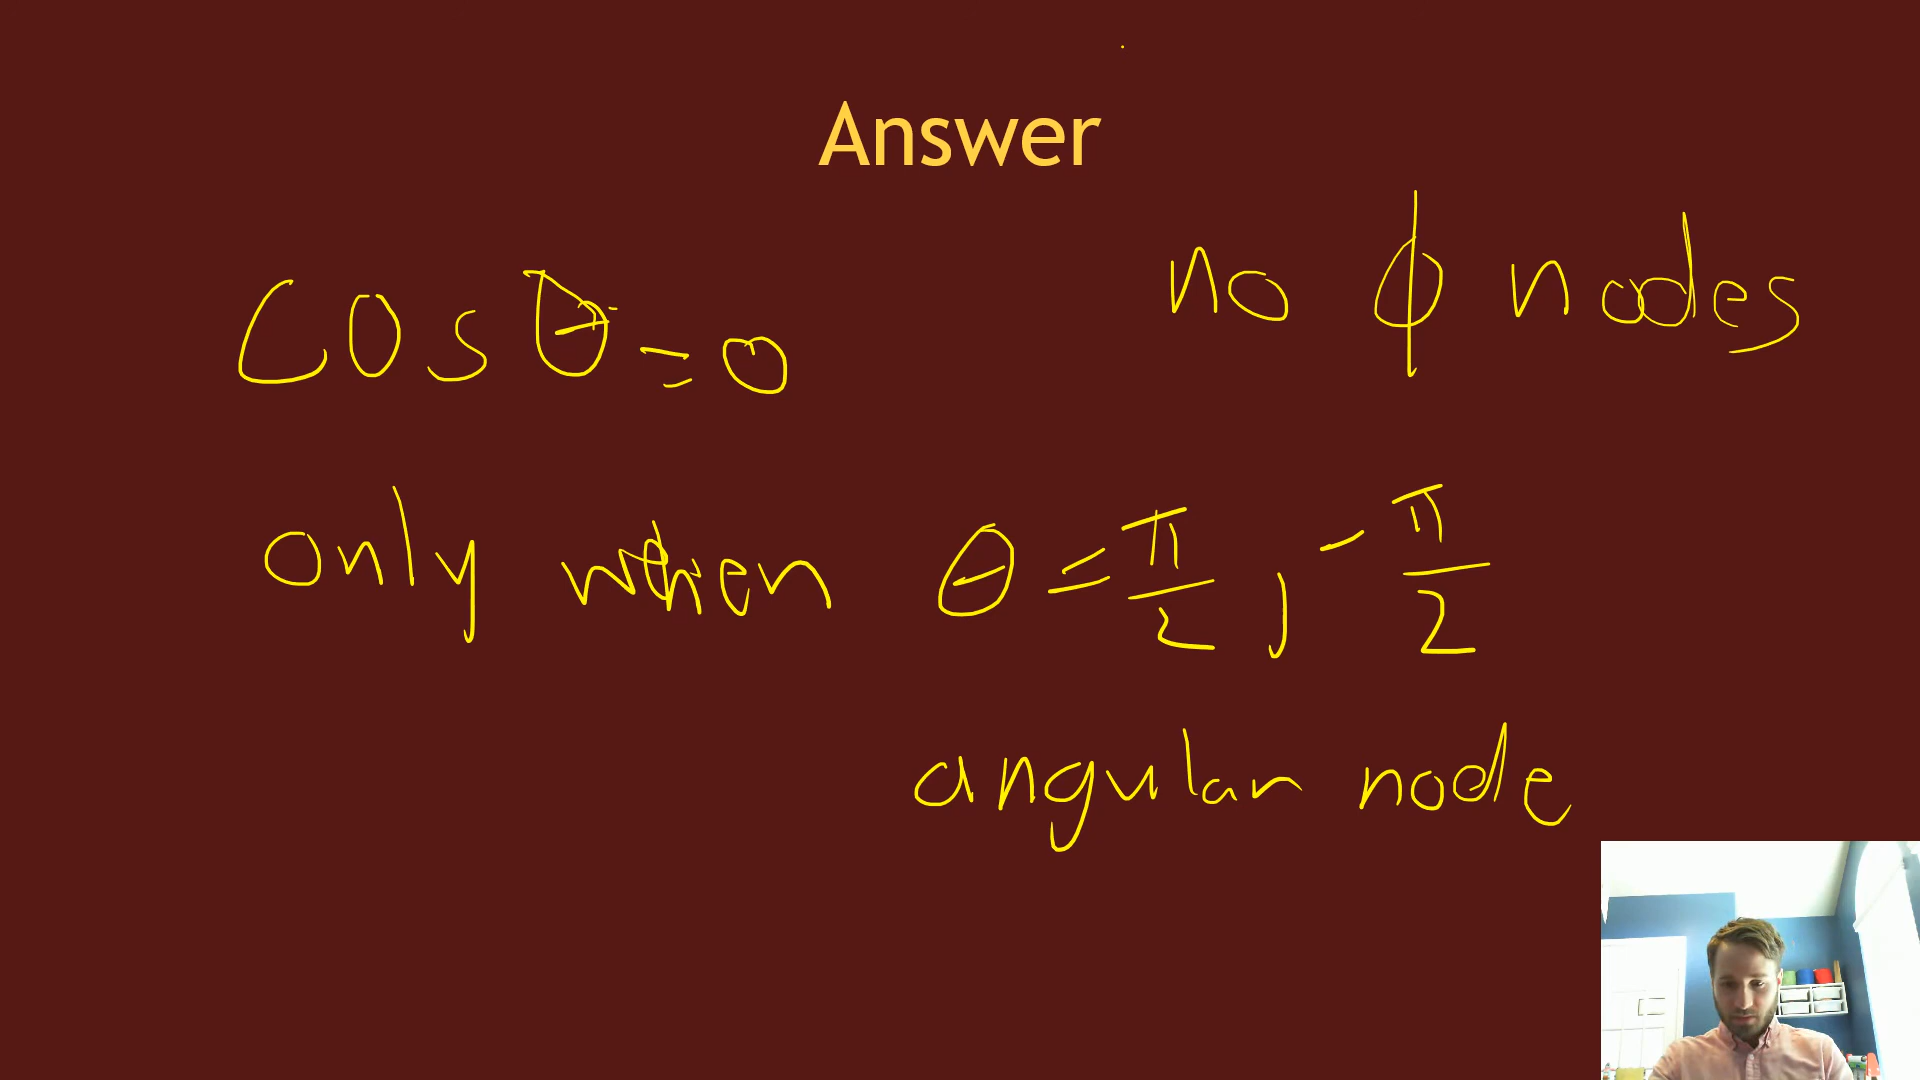 Answer
no ϕ nodes
cos θ = 0
only when θ = π/2, -π/2
angular node